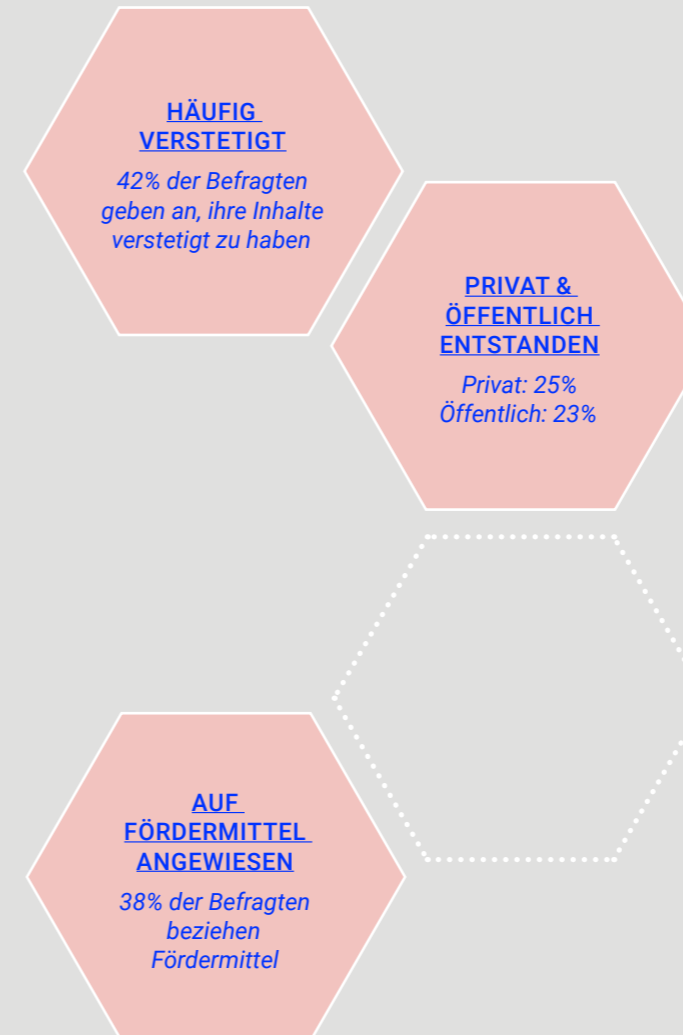 HÄUFIG
VERSTETIGT
42% der Befragten
geben an, ihre Inhalte
verstetigt zu haben
PRIVAT &
ÖFFENTLICH
ENTSTANDEN
Privat: 25%
Öffentlich: 23%
AUF
FÖRDERMITTEL
ANGEWIESEN
38% der Befragten
beziehen
Fördermittel